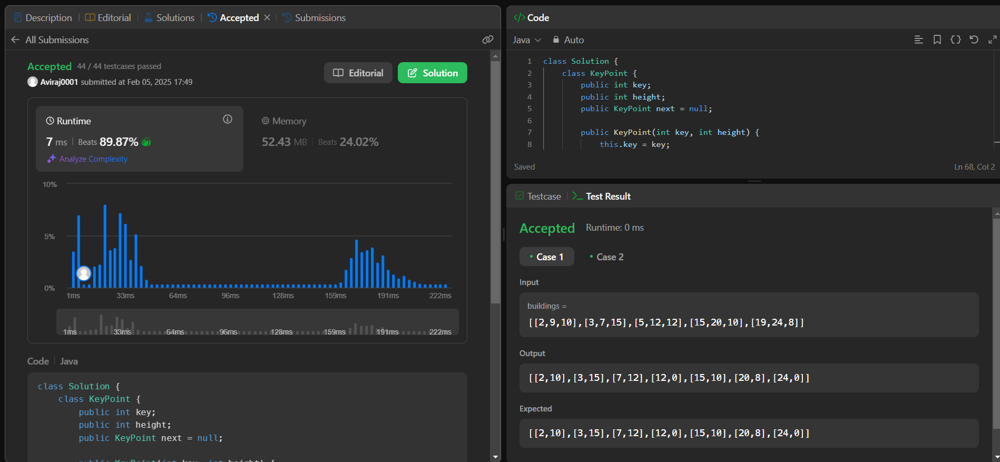 Description | Editorial | Solutions | Accepted × | Submissions
All Submissions
Accepted 44 / 44 testcases passed
Aviraj0001 submitted at Feb 05, 2025 17:49
Editorial
Solution
Runtime
7 ms | Beats 89.87%
Analyze Complexity
Memory
52.43 MB | Beats 24.02%
10%
5%
0%
1ms 33ms 64ms 96ms 128ms 159ms 191ms 222ms
1ms 33ms 64ms 96ms 128ms 159ms 191ms 222ms
Code | Java
class Solution {
class KeyPoint {
public int key;
public int height;
public KeyPoint next = null;
public KeyPoint(int key, int height) {
</> Code
Java Auto
1 class Solution {
2 class KeyPoint {
3 public int key;
4 public int height;
5 public KeyPoint next = null;
6
7 public KeyPoint(int key, int height) {
8 this.key = key;
Saved Ln 68, Col 2
Testcase | >_ Test Result
Accepted Runtime: 0 ms
• Case 1 • Case 2
Input
buildings =
[[2,9,10],[3,7,15],[5,12,12],[15,20,10],[19,24,8]]
Output
[[2,10],[3,15],[7,12],[12,0],[15,10],[20,8],[24,0]]
Expected
[[2,10],[3,15],[7,12],[12,0],[15,10],[20,8],[24,0]]